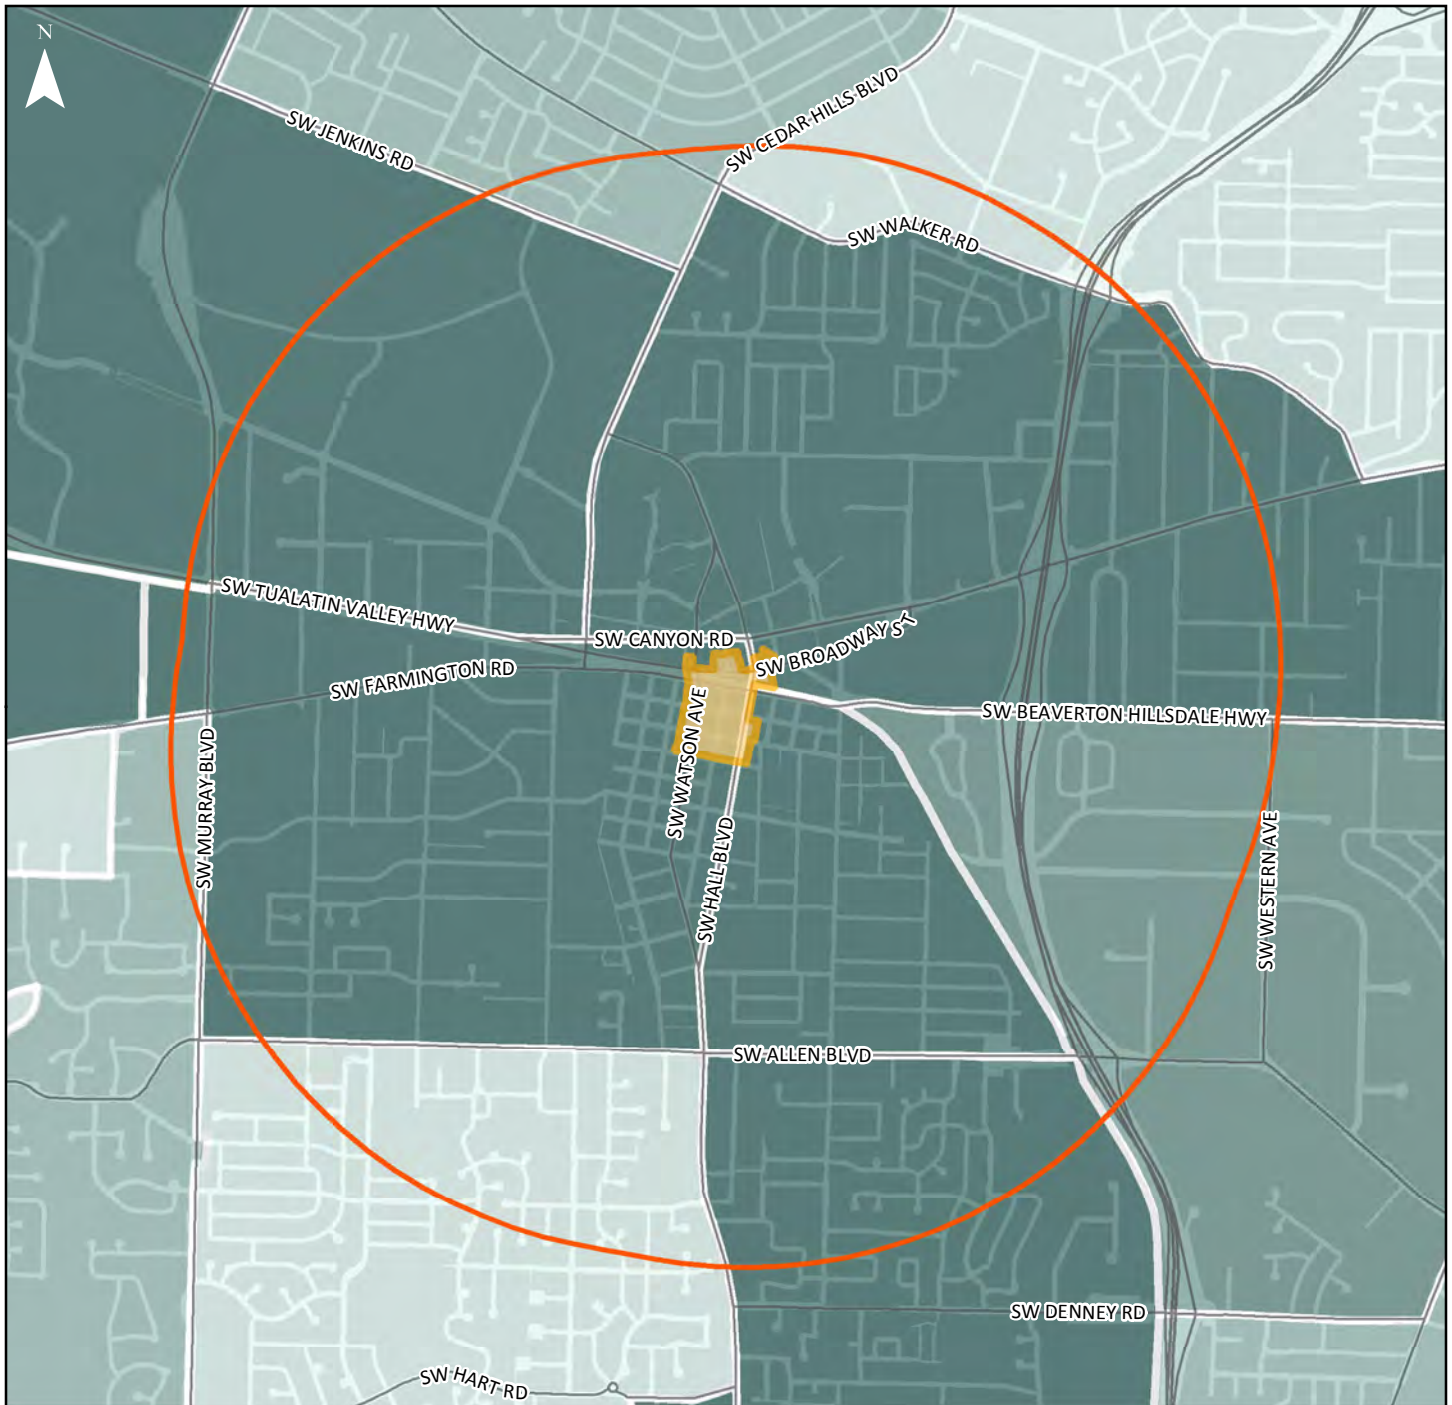 N
SW CEDAR HILLS BLVD
SW JENKINS RD
SW WALKER RD
SW TUALATIN VALLEY HWY
SW CANYON RD
SW BROADWAY ST
SW FARMINGTON RD
SW BEAVERTON HILLSDALE HWY
SW WATSON AVE
SW MURRAY BLVD
SW HALL BLVD
SW WESTERN AVE
SW ALLEN BLVD
SW DENNEY RD
SW HART RD